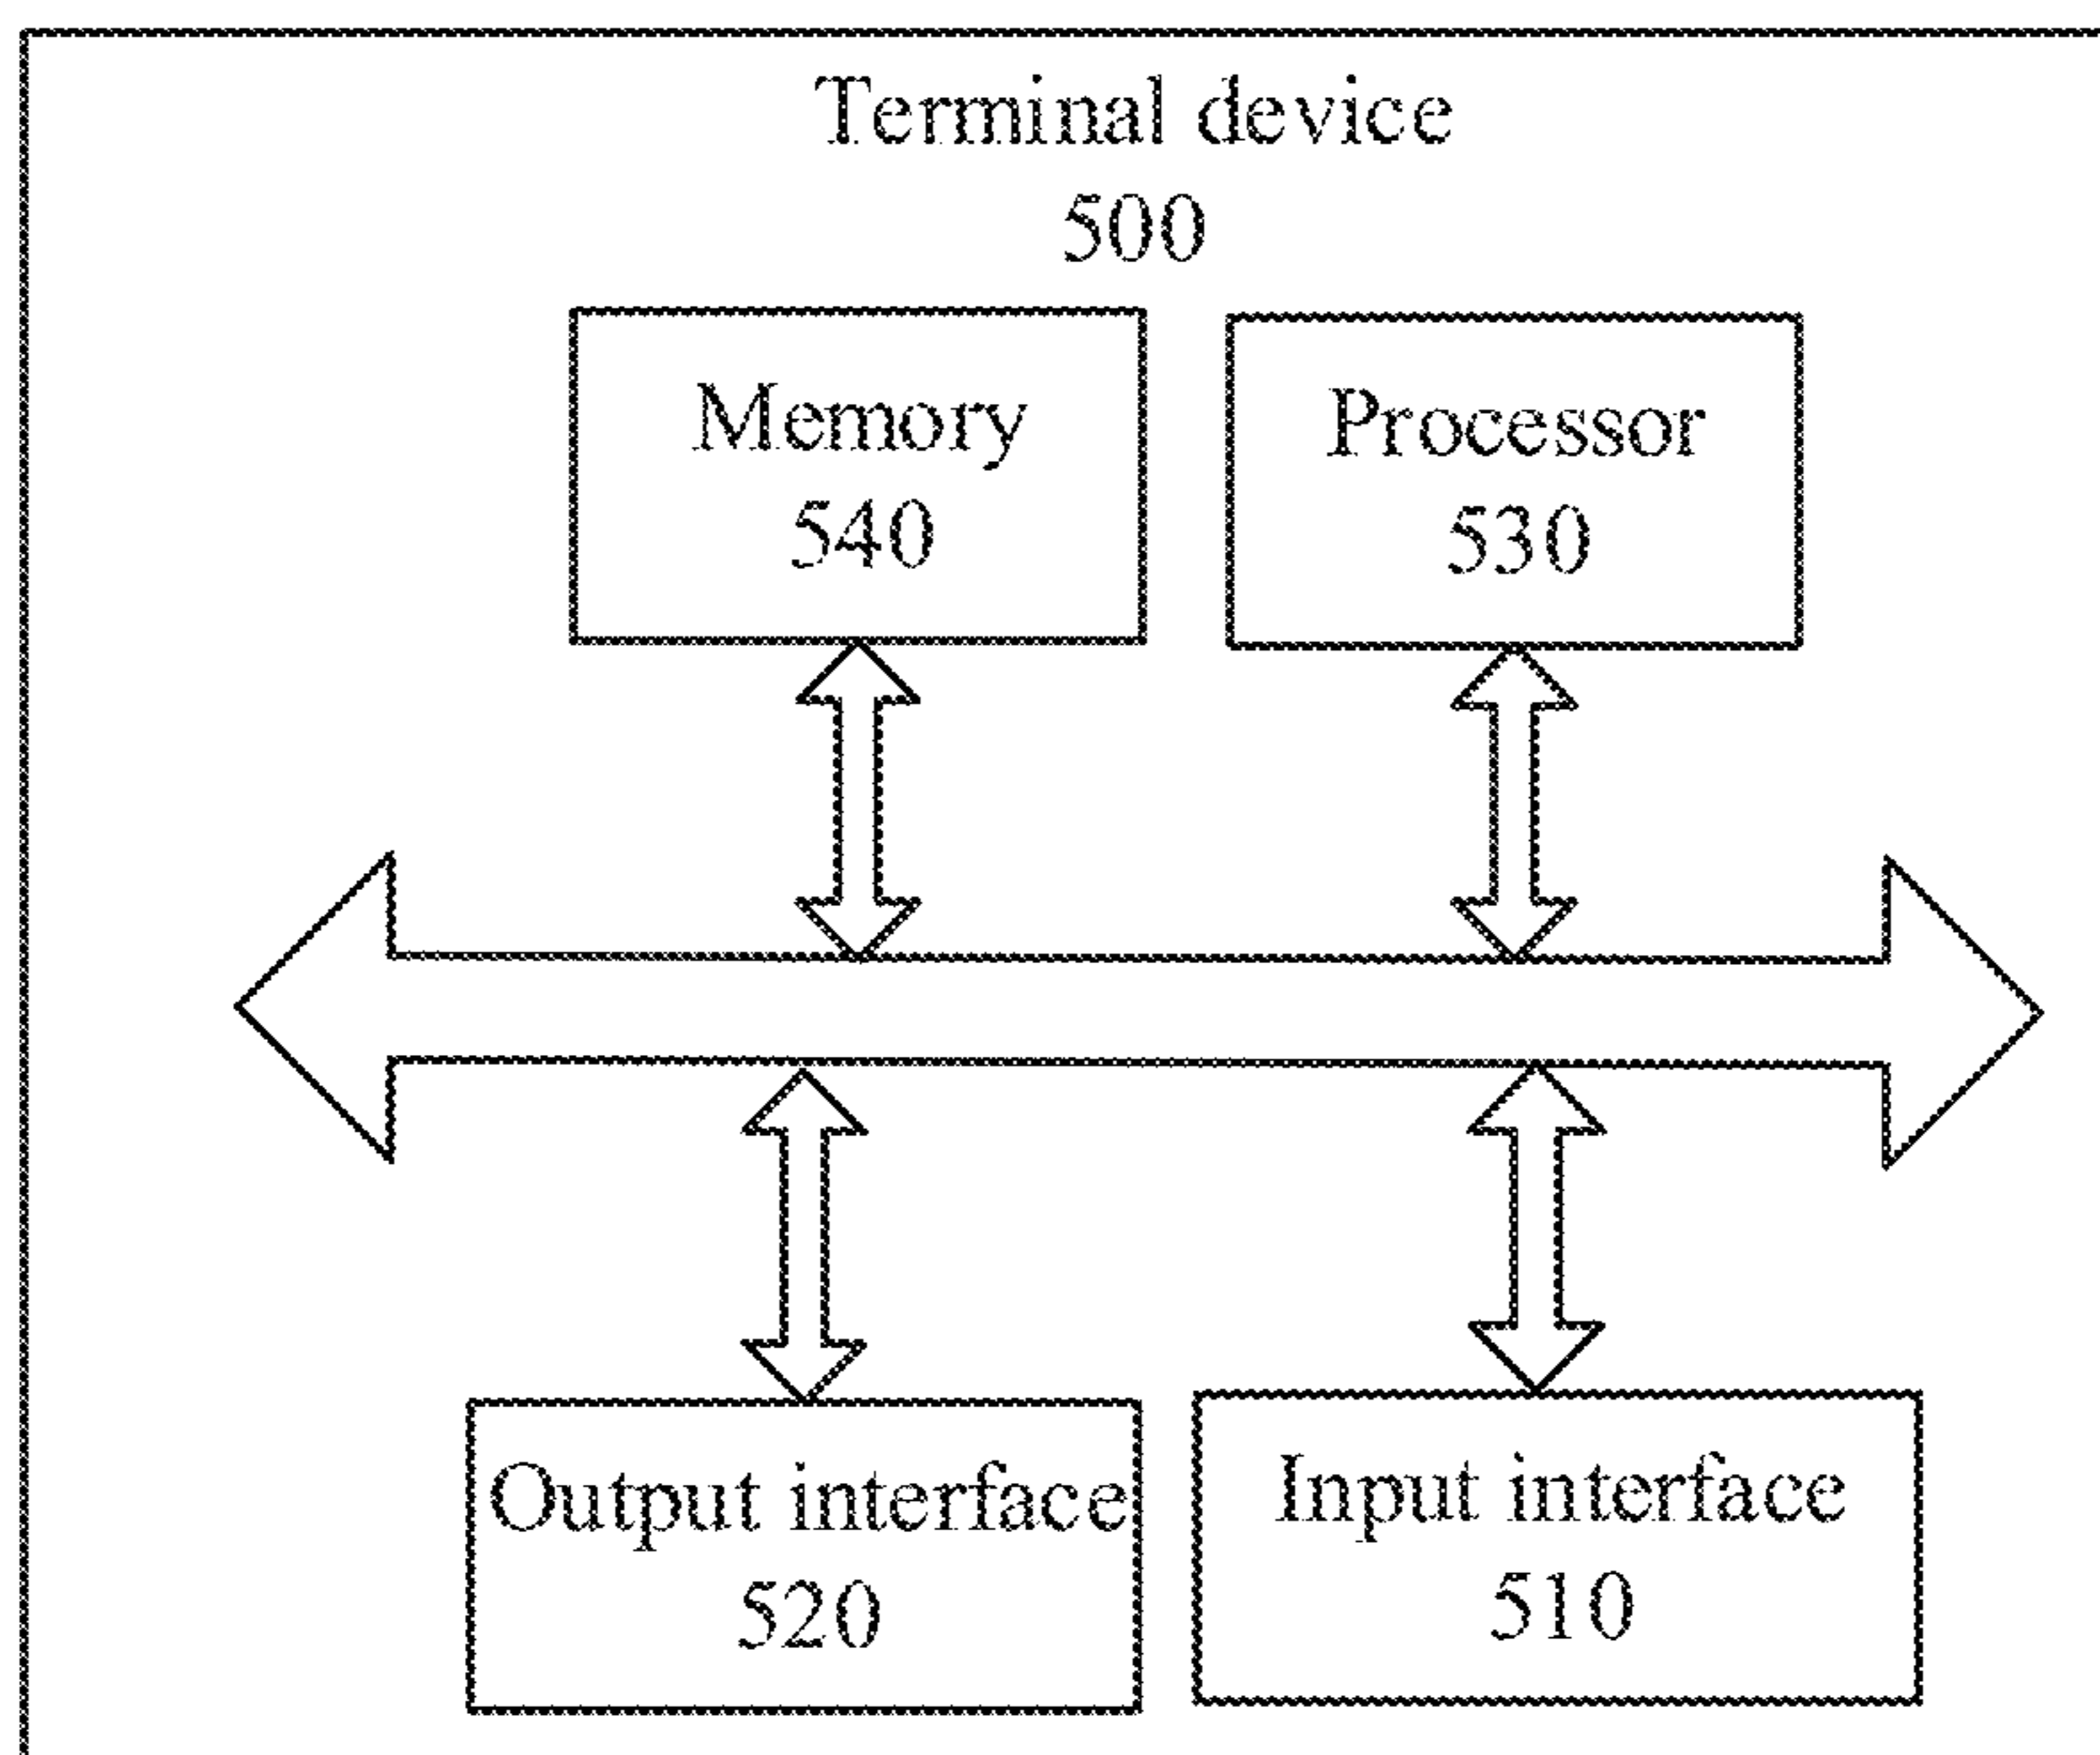 Terminal device
500
Memory
540
Processor
530
Output interface
520
Input interface
510